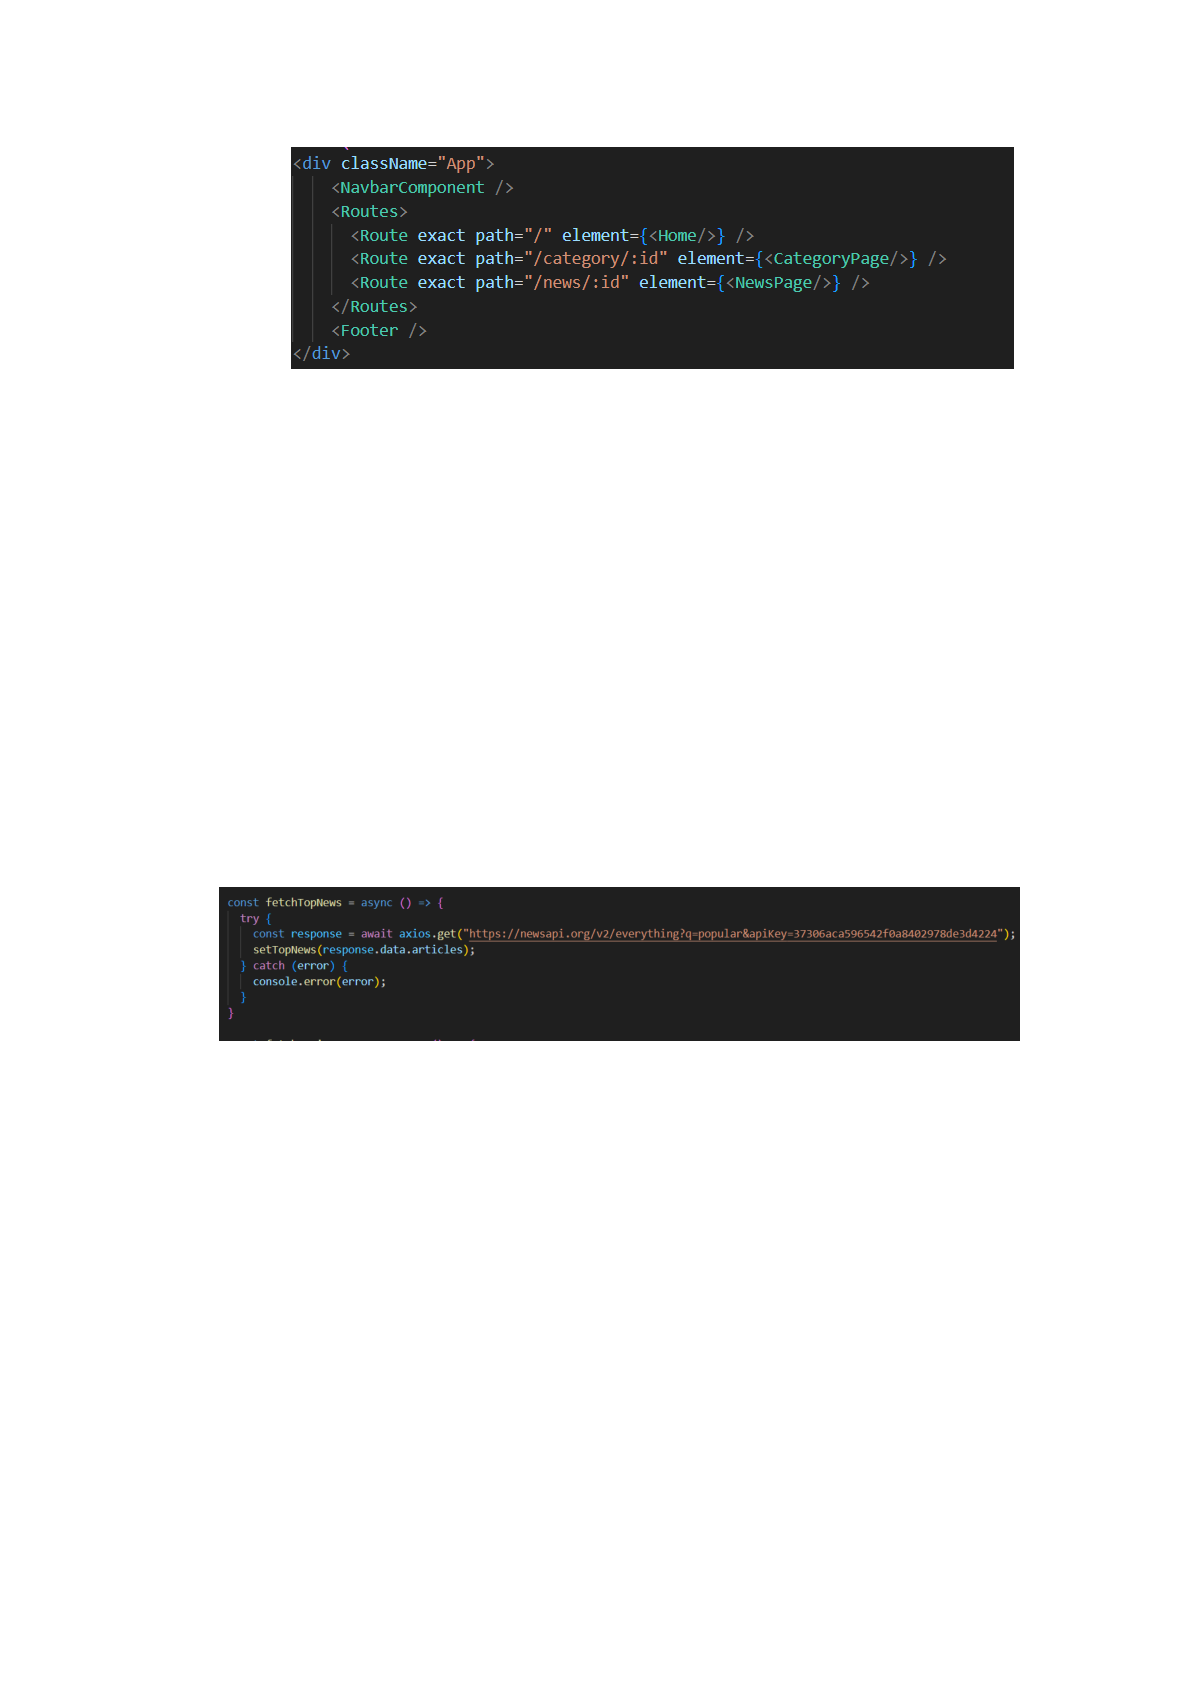 <div className="App">
<NavbarComponent />
<Routes>
<Route exact path="/" element={<Home/>} />
<Route exact path="/category/:id" element={<CategoryPage/>} />
<Route exact path="/news/:id" element={<NewsPage/>} />
</Routes>
<Footer />
</div>
const fetchTopNews = async () => {
try {
const response = await axios.get("https://newsapi.org/v2/everything?q=popular&apiKey=37306aca596542f0a8402978de3d4224");
setTopNews(response.data.articles);
} catch (error) {
console.error(error);
}
}